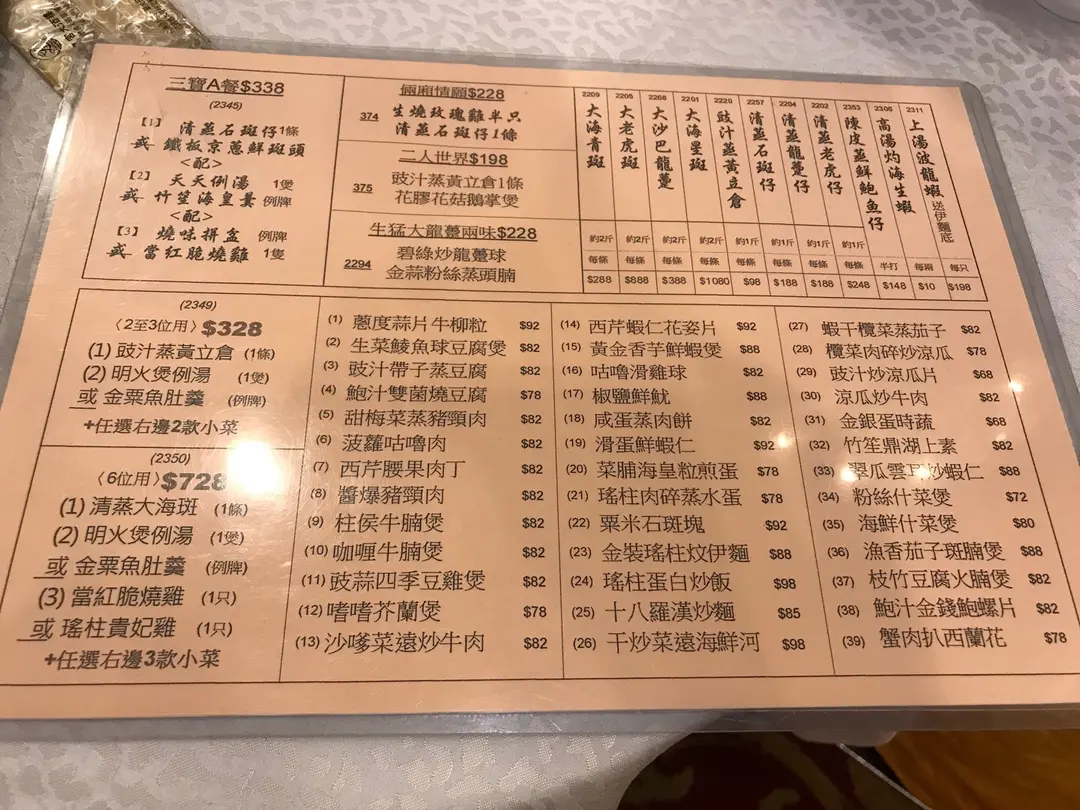 三寶A餐$338
(2345)
【1】 清蒸石斑仔1條
或 鐵板京蔥鮮斑頭
<配>
【2】 天天例湯 1煲
或 竹笙海皇羹 例牌
<配>
【3】 燒味拼盆 例牌
或 當紅脆燒雞 1隻
倆廂情願$228
374 生燒玫瑰雞半只
清蒸石斑仔1條
二人世界$198
375 豉汁蒸黃立倉1條
花膠花菇鵝掌煲
生猛大龍躉兩味$228
2294 碧綠炒龍躉球
金蒜粉絲蒸頭腩
2209 大海青斑 約2斤 每條 $288
2205 大老虎斑 約2斤 每條 $888
2268 大沙巴龍躉 約2斤 每條 $388
2201 大海星斑 約2斤 每條 $1080
2220 豉汁蒸黃立倉 約1斤 每條 $98
2257 清蒸石斑仔 約1斤 每條 $188
2204 清蒸龍躉仔 約1斤 每條 $188
2202 清蒸老虎仔 約1斤 每條 $248
2353 陳皮蒸鮮鮑魚仔 半打 $148
2306 高湯灼海生蝦 每兩 $10
2311 上湯波龍蝦 送伊麵底 每只 $198
(2349)
〈2至3位用〉$328
(1) 豉汁蒸黃立倉 (1條)
(2) 明火煲例湯 (1煲)
或 金粟魚肚羹 (例牌)
+任選右邊2款小菜
(2350)
〈6位用〉$728
(1) 清蒸大海斑 (1條)
(2) 明火煲例湯 (1煲)
或 金粟魚肚羹 (例牌)
(3) 當紅脆燒雞 (1只)
或 瑤柱貴妃雞 (1只)
+任選右邊3款小菜
(1) 蔥度蒜片牛柳粒 $92
(2) 生菜鯪魚球豆腐煲 $82
(3) 豉汁帶子蒸豆腐 $82
(4) 鮑汁雙菌燒豆腐 $78
(5) 甜梅菜蒸豬頸肉 $82
(6) 菠蘿咕嚕肉 $82
(7) 西芹腰果肉丁 $82
(8) 醬爆豬頸肉 $82
(9) 柱侯牛腩煲 $82
(10) 咖喱牛腩煲 $82
(11) 豉蒜四季豆雞煲 $82
(12) 嗜嗜芥蘭煲 $78
(13) 沙嗲菜遠炒牛肉 $82
(14) 西芹蝦仁花姿片 $92
(15) 黃金香芋鮮蝦煲 $88
(16) 咕嚕滑雞球 $82
(17) 椒鹽鮮魷 $88
(18) 咸蛋蒸肉餅 $82
(19) 滑蛋鮮蝦仁 $92
(20) 菜脯海皇粒煎蛋 $78
(21) 瑤柱肉碎蒸水蛋 $78
(22) 粟米石斑塊 $92
(23) 金裝瑤柱炆伊麵 $88
(24) 瑤柱蛋白炒飯 $98
(25) 十八羅漢炒麵 $85
(26) 干炒菜遠海鮮河 $98
(27) 蝦干欖菜蒸茄子 $82
(28) 欖菜肉碎炒涼瓜 $78
(29) 豉汁炒涼瓜片 $68
(30) 涼瓜炒牛肉 $82
(31) 金銀蛋時蔬 $68
(32) 竹笙鼎湖上素 $82
(33) 翠瓜雲耳炒蝦仁 $88
(34) 粉絲什菜煲 $72
(35) 海鮮什菜煲 $80
(36) 漁香茄子斑腩煲 $88
(37) 枝竹豆腐火腩煲 $82
(38) 鮑汁金錢鮑螺片 $82
(39) 蟹肉扒西蘭花 $78